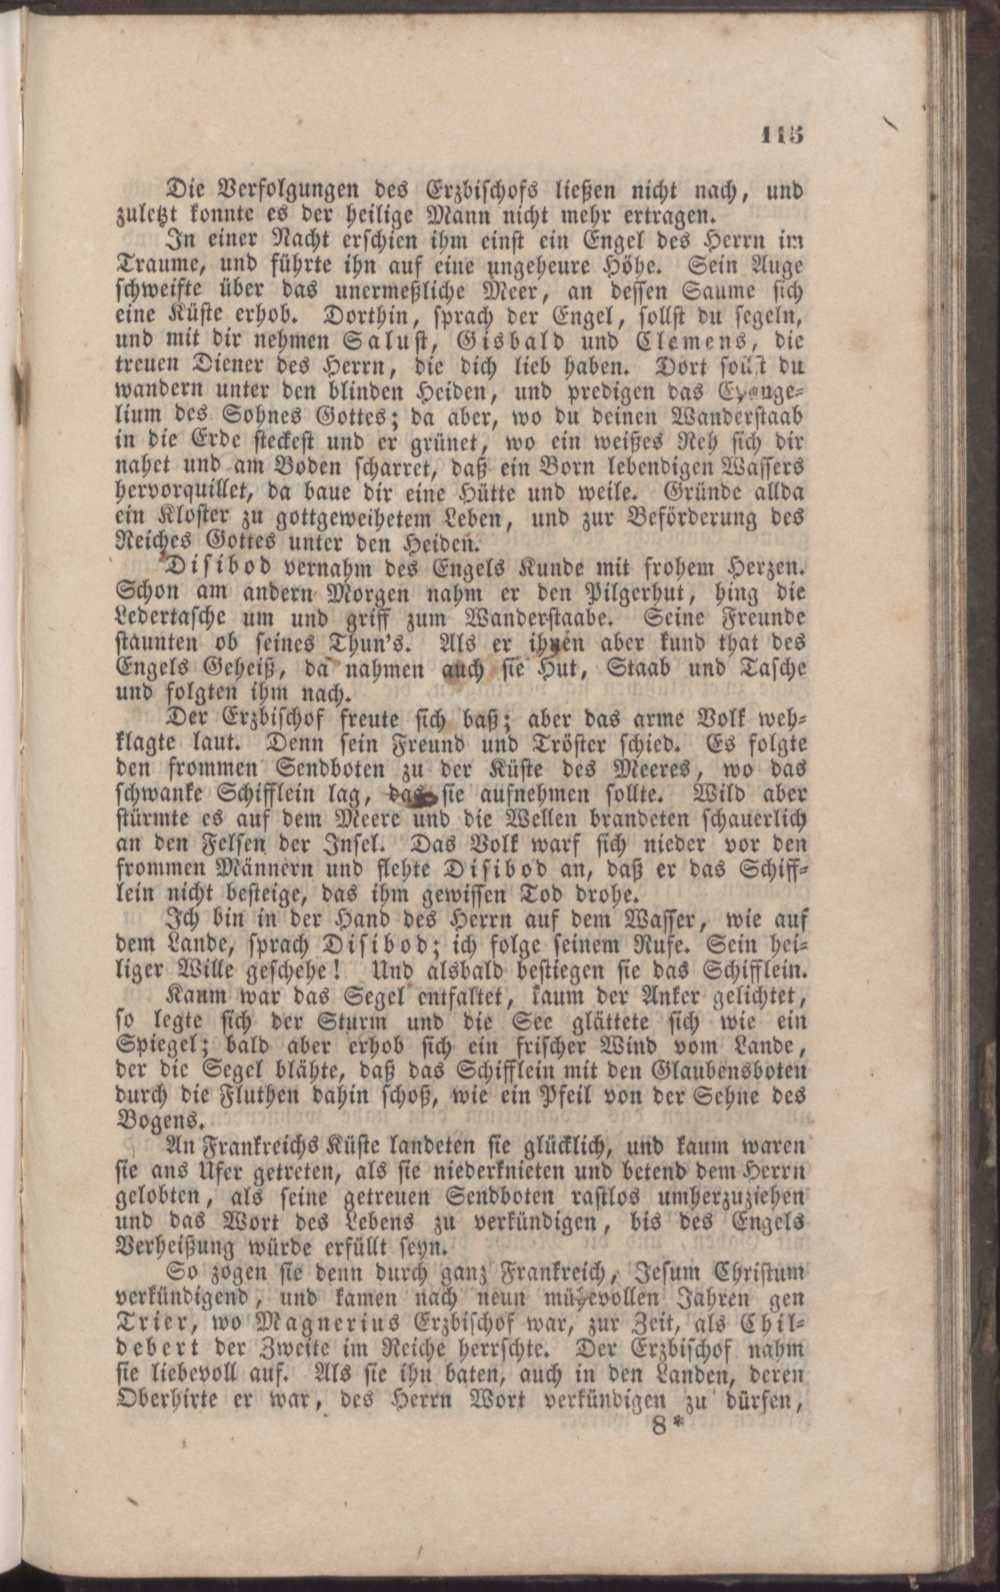 115
Die Verfolgungen des Erzbischofs ließen nicht nach, und
zuletzt konnte es der heilige Mann nicht mehr ertragen.
In einer Nacht erschien ihm einst ein Engel des Herrn im
Traume, und führte ihn auf eine ungeheure Höhe. Sein Auge
schweifte über das unermeßliche Meer, an dessen Saume sich
eine Küste erhob. Dorthin, sprach der Engel, sollst du segeln,
und mit dir nehmen Salust, Gisbald und Clemens, die
treuen Diener des Herrn, die dich lieb haben. Dort sollst du
wandern unter den blinden Heiden, und predigen das Evange-
lium des Sohnes Gottes; da aber, wo du deinen Wanderstaab
in die Erde steckest und er grünet, wo ein weißes Reh sich dir
nahet und am Boden scharret, daß ein Born lebendigen Wassers
hervorquillet, da baue dir eine Hütte und weile. Gründe allda
ein Kloster zu gottgeweihetem Leben, und zur Beförderung des
Reiches Gottes unter den Heiden.
Disibod vernahm des Engels Kunde mit frohem Herzen.
Schon am andern Morgen nahm er den Pilgerhut, hing die
Ledertasche um und griff zum Wanderstaabe. Seine Freunde
staunten ob seines Thun's. Als er ihnen aber kund that des
Engels Geheiß, da nahmen auch sie Hut, Staab und Tasche
und folgten ihm nach.
Der Erzbischof freute sich baß; aber das arme Volk weh-
klagte laut. Denn sein Freund und Tröster schied. Es folgte
den frommen Sendboten zu der Küste des Meeres, wo das
schwanke Schifflein lag, das sie aufnehmen sollte. Wild aber
stürmte es auf dem Meere und die Wellen brandeten schauerlich
an den Felsen der Insel. Das Volk warf sich nieder vor den
frommen Männern und flehte Disibod an, daß er das Schiff-
lein nicht besteige, das ihm gewissen Tod drohe.
Ich bin in der Hand des Herrn auf dem Wasser, wie auf
dem Lande, sprach Disibod; ich folge seinem Rufe. Sein hei-
liger Wille geschehe! Und alsbald bestiegen sie das Schifflein.
Kaum war das Segel entfaltet, kaum der Anker gelichtet,
so legte sich der Sturm und die See glättete sich wie ein
Spiegel; bald aber erhob sich ein frischer Wind vom Lande,
der die Segel blähte, daß das Schifflein mit den Glaubensboten
durch die Fluthen dahin schoß, wie ein Pfeil von der Sehne des
Bogens.
An Frankreichs Küste landeten sie glücklich, und kaum waren
sie ans Ufer getreten, als sie niederknieten und betend dem Herrn
gelobten, als seine getreuen Sendboten rastlos umherzuziehen
und das Wort des Lebens zu verkündigen, bis des Engels
Verheißung würde erfüllt seyn.
So zogen sie denn durch ganz Frankreich, Jesum Christum
verkündigend, und kamen nach neun mühevollen Jahren gen
Trier, wo Magnerius Erzbischof war, zur Zeit, als Chil-
debert der Zweite im Reiche herrschte. Der Erzbischof nahm
sie liebevoll auf. Als sie ihn baten, auch in den Landen, deren
Oberhirte er war, des Herrn Wort verkündigen zu dürfen,
8*